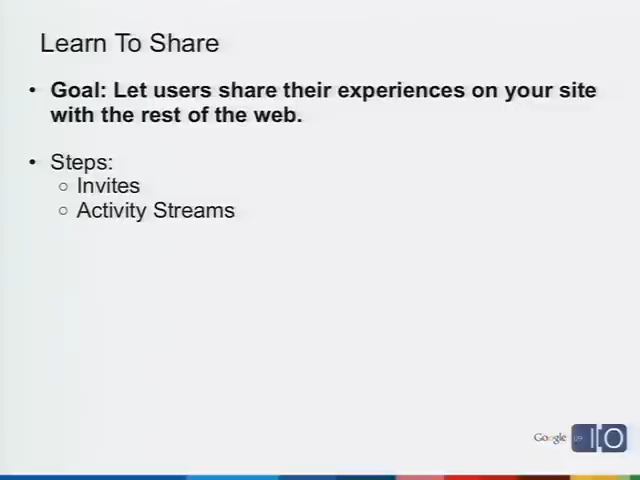 Learn To Share
• Goal: Let users share their experiences on your site
with the rest of the web.
• Steps:
○ Invites
○ Activity Streams
Google IO